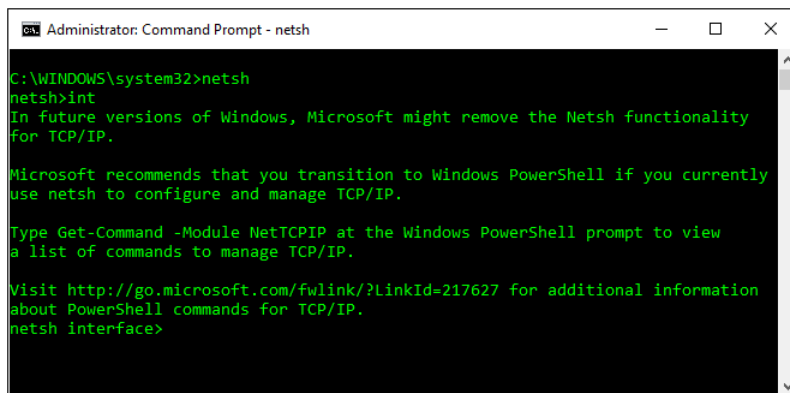 Administrator: Command Prompt - netsh
C:\WINDOWS\system32>netsh
netsh>int
In future versions of Windows, Microsoft might remove the Netsh functionality
for TCP/IP.
Microsoft recommends that you transition to Windows PowerShell if you currently
use netsh to configure and manage TCP/IP.
Type Get-Command -Module NetTCPIP at the Windows PowerShell prompt to view
a list of commands to manage TCP/IP.
Visit http://go.microsoft.com/fwlink/?LinkId=217627 for additional information
about PowerShell commands for TCP/IP.
netsh interface>